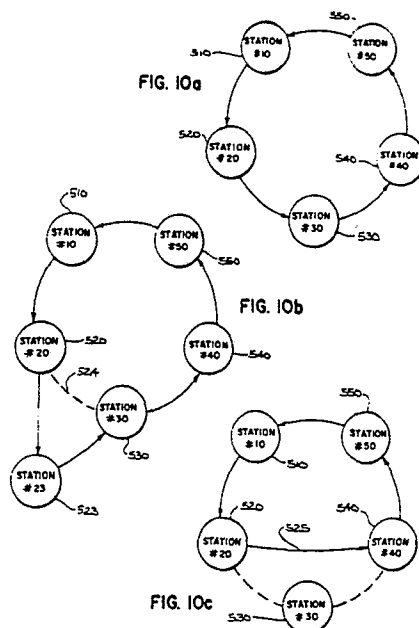 550
510
STATION
#10
STATION
#50
FIG. 10a
520
STATION
#20
540
STATION
#40
STATION
#30
530
510
STATION
#10
STATION
#50
550
FIG. 10b
STATION
#20
520
524
STATION
#40
540
STATION
#30
530
STATION
#23
523
550
STATION
#10
STATION
#50
510
520
540
525
STATION
#20
STATION
#40
FIG. 10c
STATION
#30
530